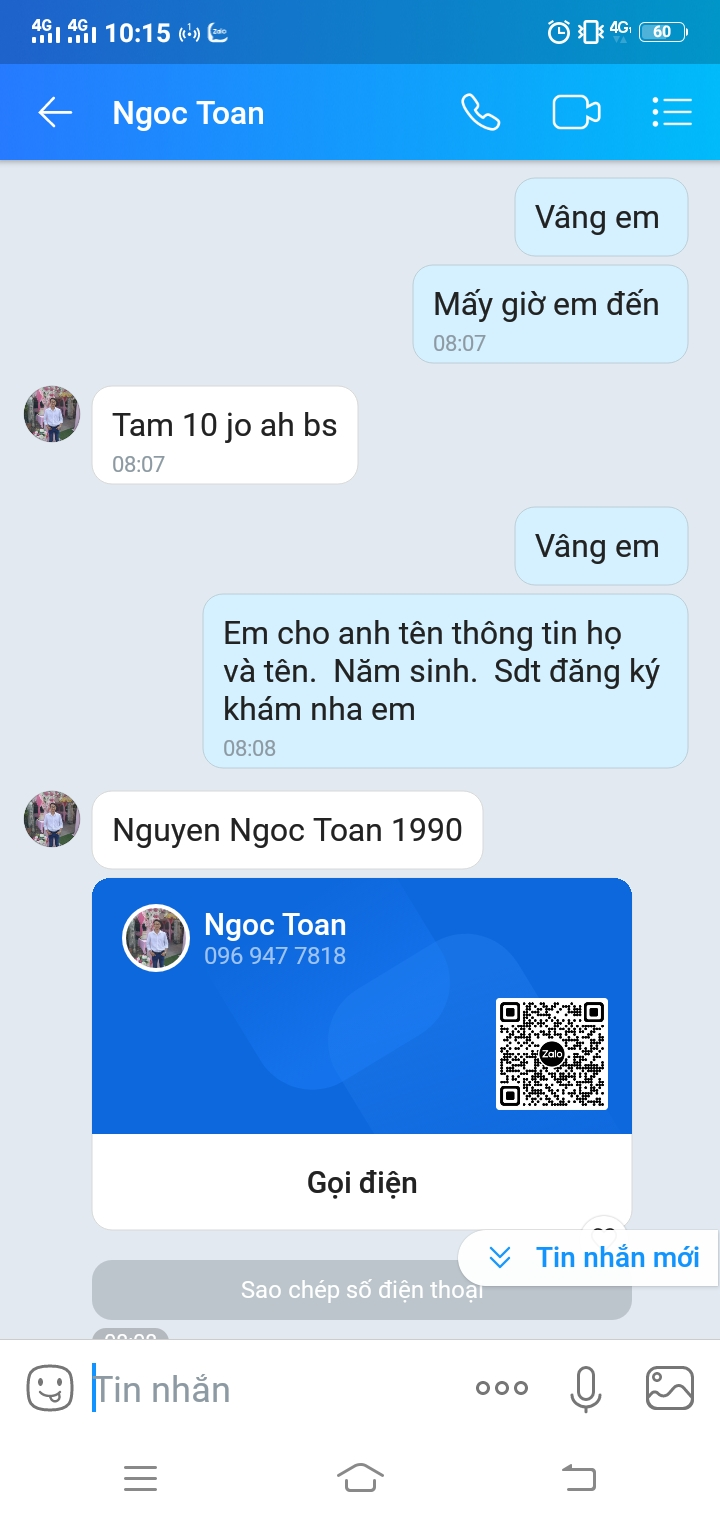 4G 4G 10:15 4G 60
Ngoc Toan
Vâng em
Mấy giờ em đến
08:07
Tam 10 jo ah bs
08:07
Vâng em
Em cho anh tên thông tin họ
và tên. Năm sinh. Sdt đăng ký
khám nha em
08:08
Nguyen Ngoc Toan 1990
Ngoc Toan
096 947 7818
Zalo
Gọi điện
Tin nhắn mới
Sao chép số điện thoại
Tin nhắn